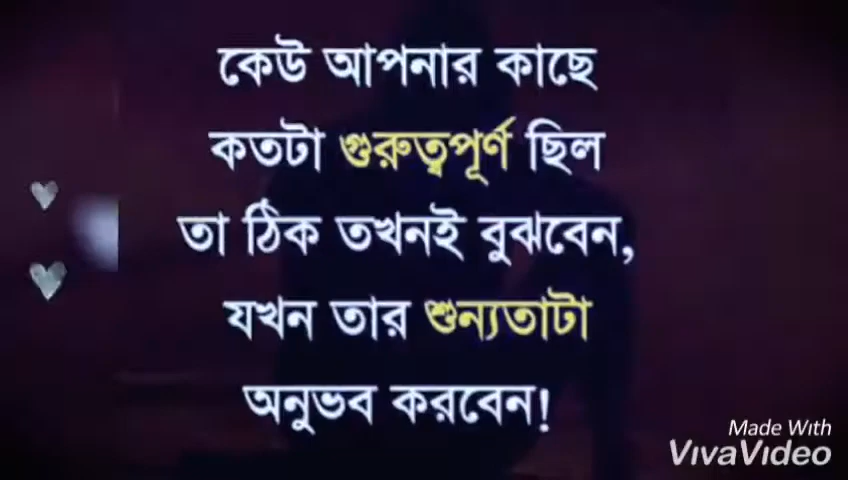 কেউ আপনার কাছে
কতটা গুরুত্বপূর্ণ ছিল
তা ঠিক তখনই বুঝবেন,
যখন তার শুন্যতাটা
অনুভব করবেন!
Made With
VivaVideo